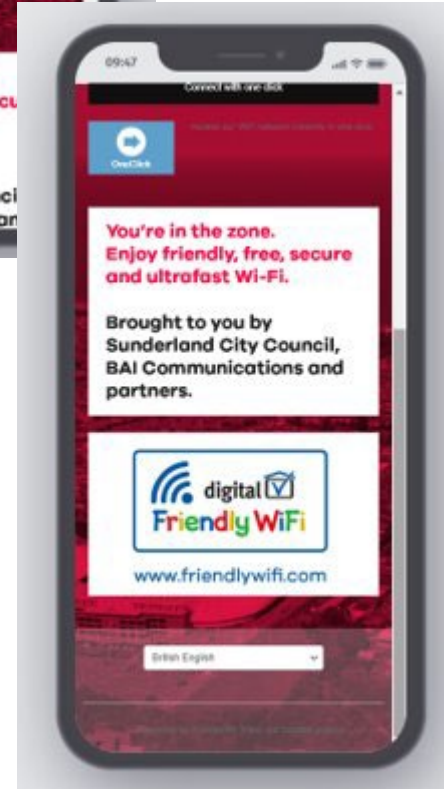 09:47
Connect with one click
OneClick
You're in the zone.
Enjoy friendly, free, secure
and ultrafast Wi-Fi.
Brought to you by
Sunderland City Council,
BAI Communications and
partners.
digital
Friendly WiFi
www.friendlywifi.com
British English